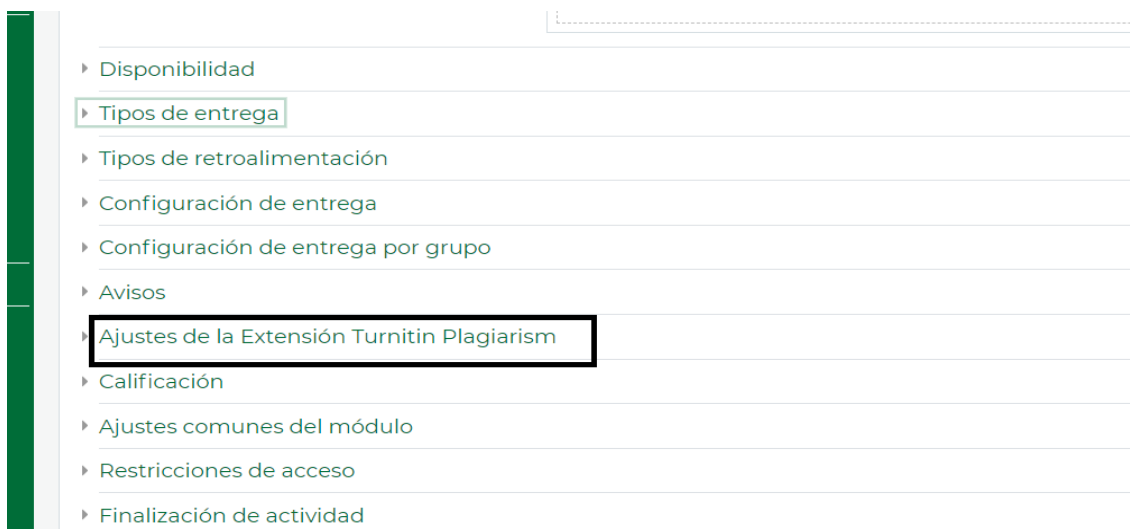 Disponibilidad
Tipos de entrega
Tipos de retroalimentación
Configuración de entrega
Configuración de entrega por grupo
Avisos
Ajustes de la Extensión Turnitin Plagiarism
Calificación
Ajustes comunes del módulo
Restricciones de acceso
Finalización de actividad